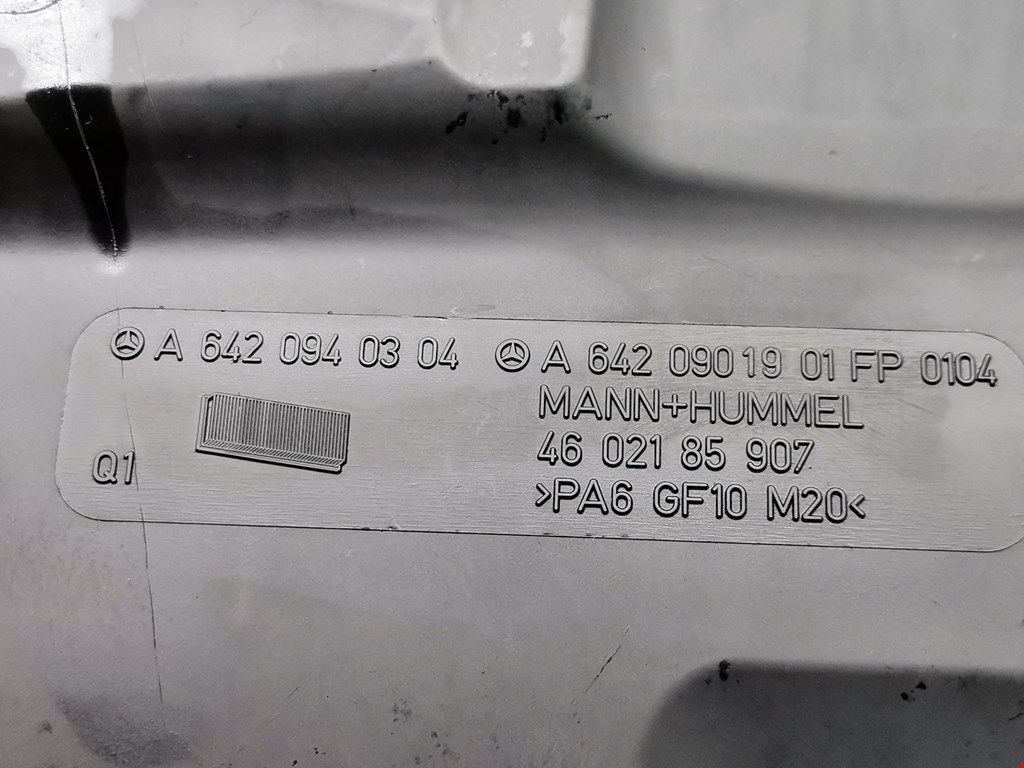 A 642 094 03 04
Q1
A 642 090 19 01 FP 0104
MANN+HUMMEL
46 021 85 907
>PA6 GF10 M20<